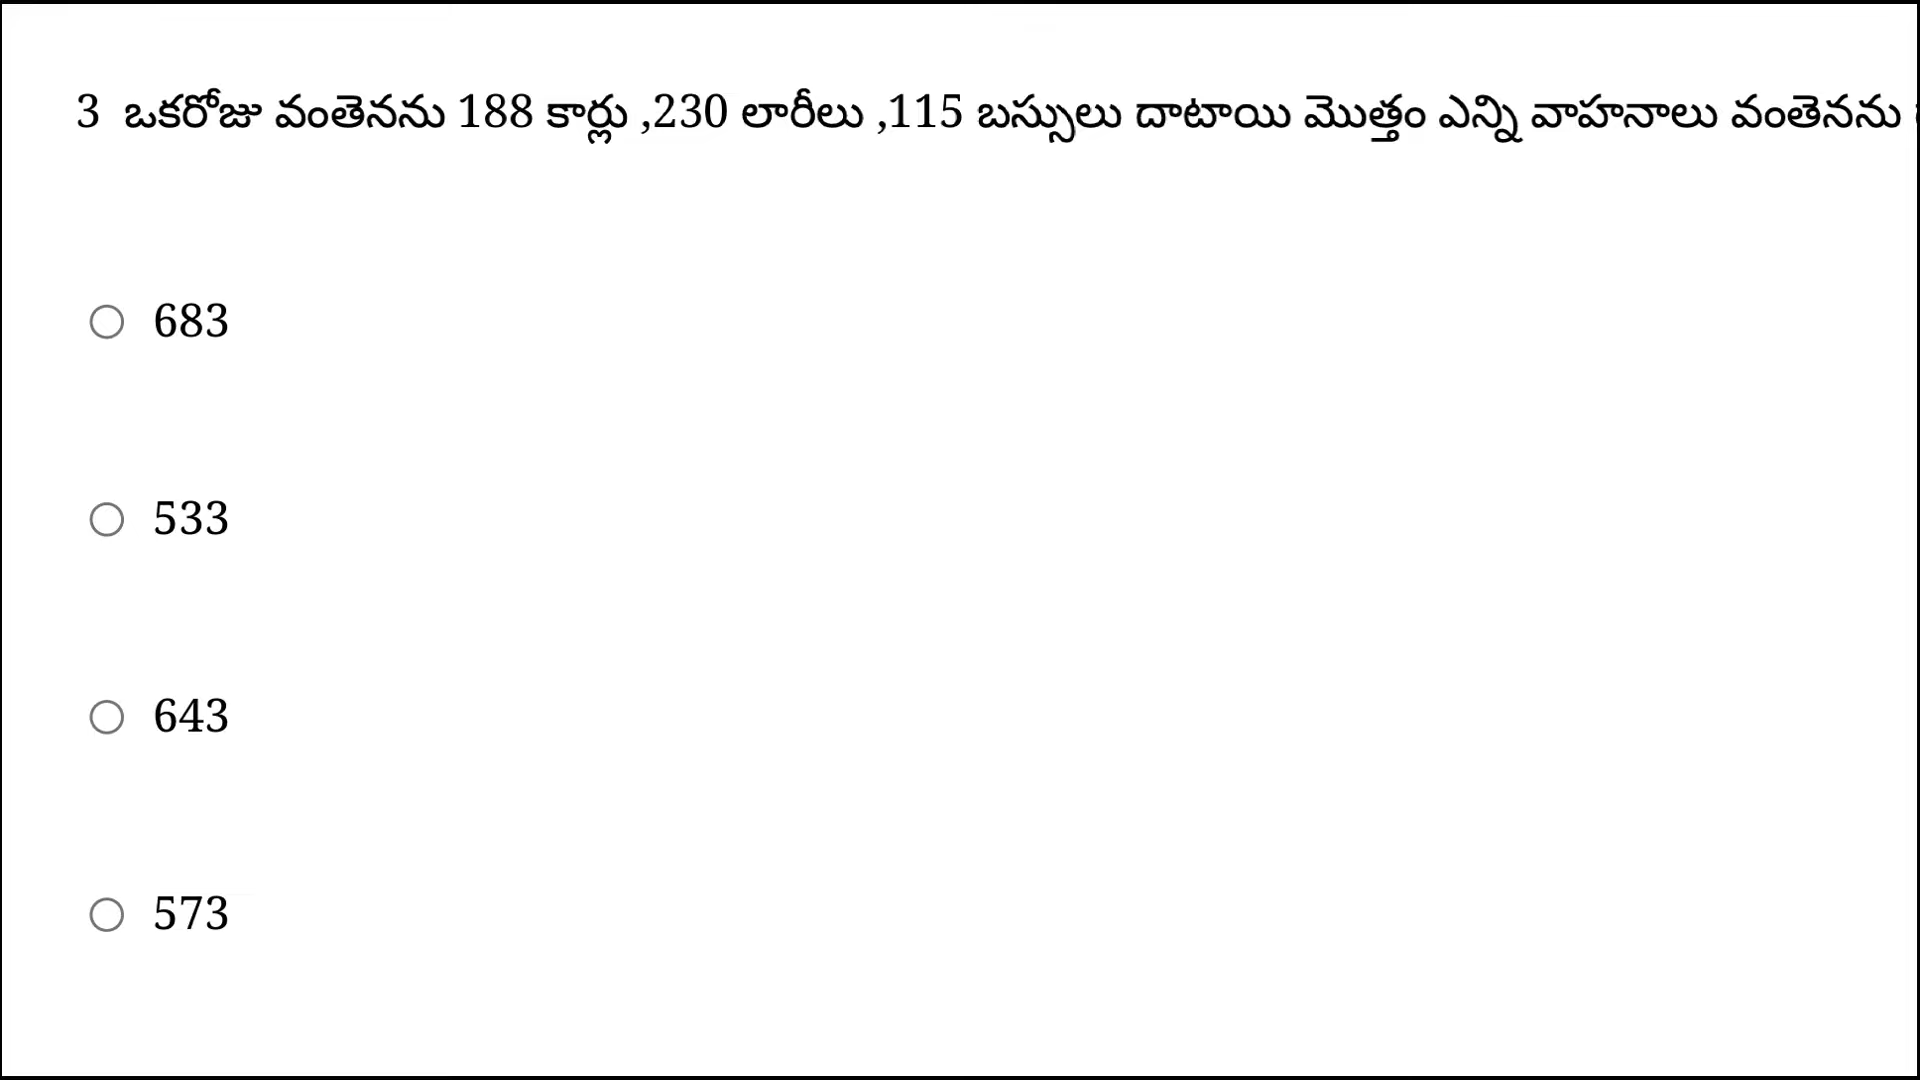 3 ఒకరోజు వంతెనను 188 కార్లు ,230 లారీలు ,115 బస్సులు దాటాయి మొత్తం ఎన్ని వాహనాలు వంతెనను
683
533
643
573